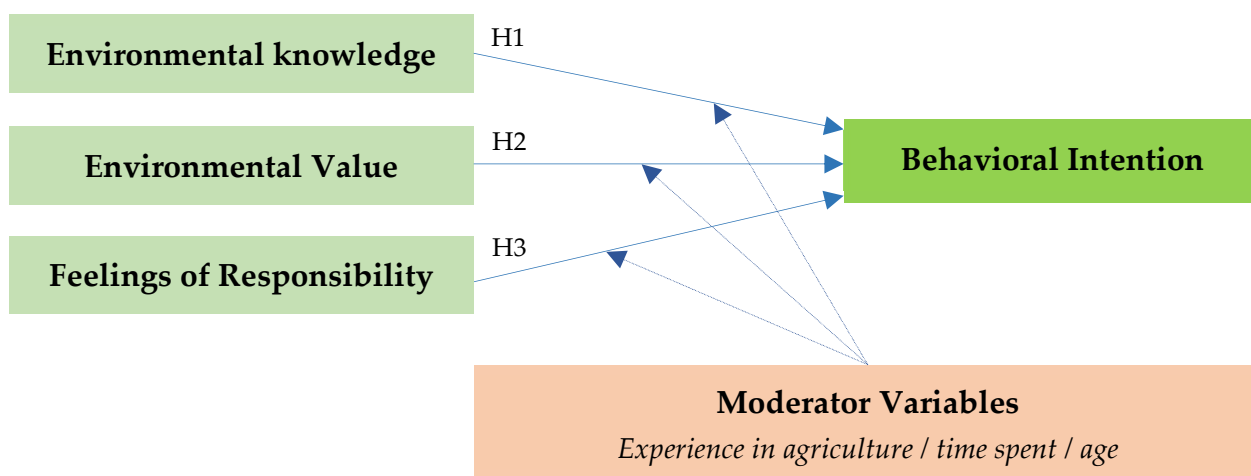 Environmental knowledge
H1
Environmental Value
H2
Behavioral Intention
Feelings of Responsibility
H3
Moderator Variables
Experience in agriculture / time spent / age